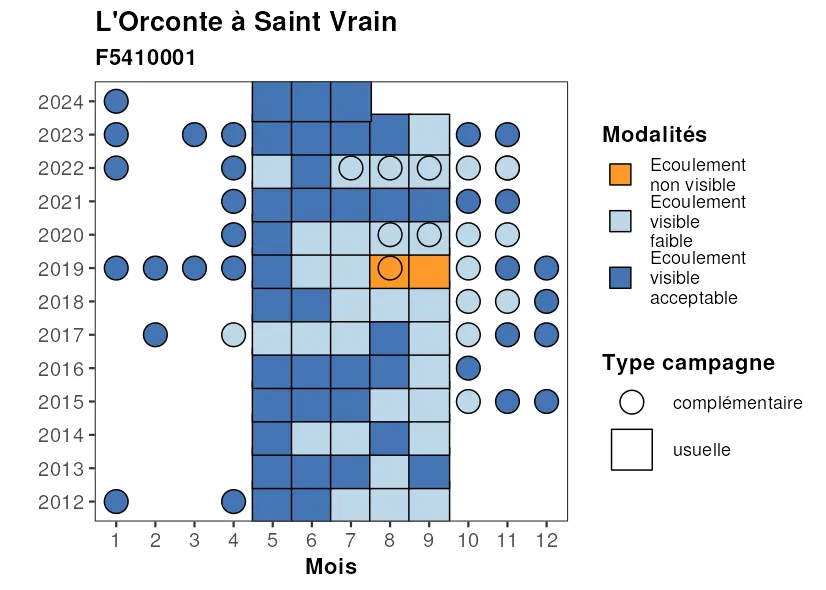 L'Orconte à Saint Vrain
F5410001
2024
2023
2022
2021
2020
2019
2018
2017
2016
2015
2014
2013
2012
1 2 3 4 5 6 7 8 9 10 11 12
Mois
Modalités
Ecoulement
non visible
Ecoulement
visible
faible
Ecoulement
visible
acceptable
Type campagne
complémentaire
usuelle